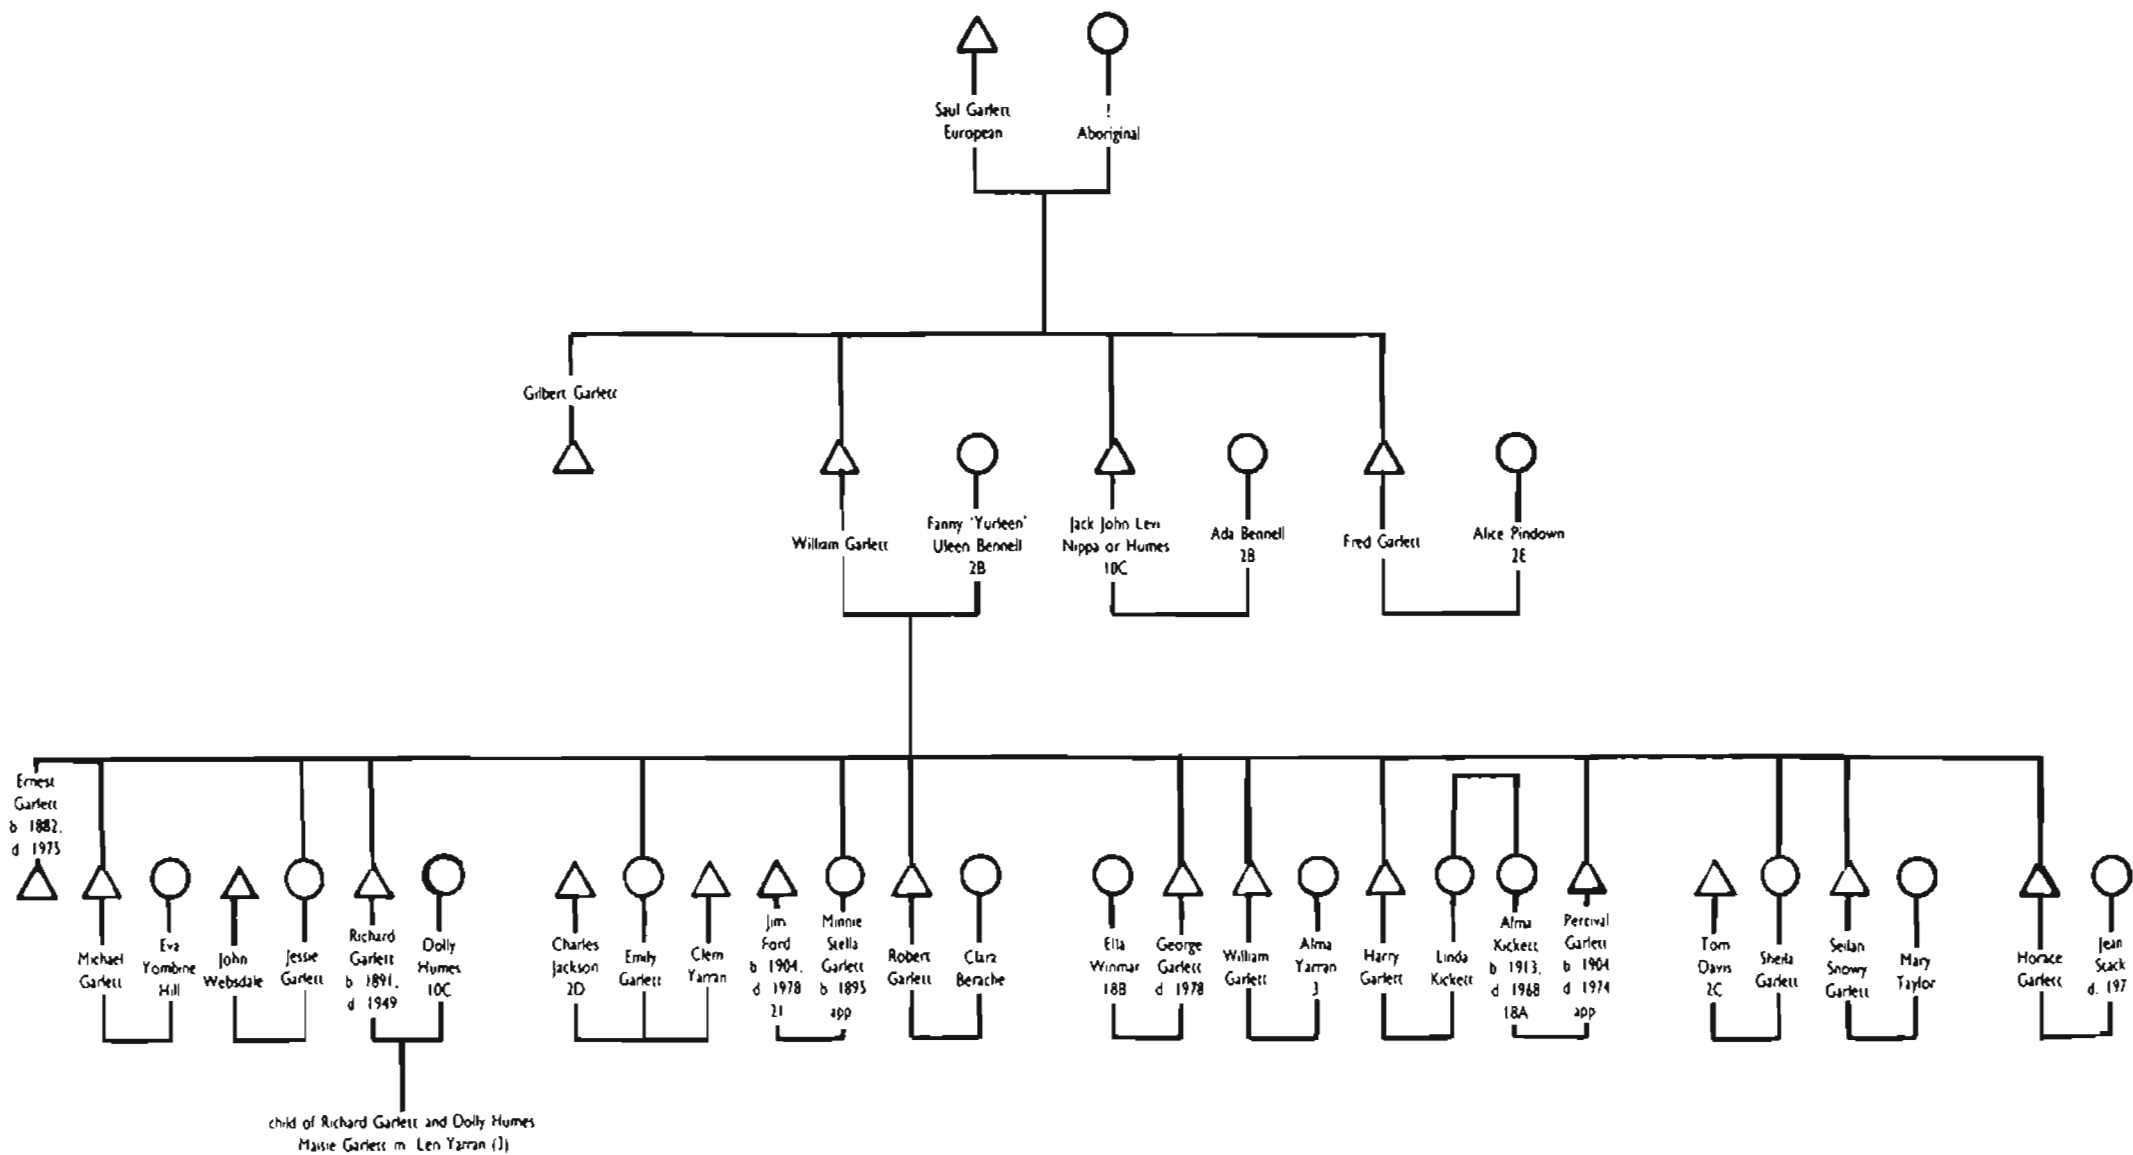 Saul Garlett
European
!
Aboriginal
Gilbert Garlett
William Garlett
Fanny 'Yurleen'
Uleen Bennell
2B
Jack John Levi
Nippa or Humes
10C
Ada Bennell
2B
Fred Garlett
Alice Pindown
2E
Ernest
Garlett
b 1882,
d 1975
Michael
Garlett
Eva
Yombine
Hill
John
Websdale
Jessie
Garlett
Richard
Garlett
b 1891,
d 1949
Dolly
Humes
10C
Charles
Jackson
2D
Emily
Garlett
Clem
Yarran
Jim
Ford
b 1904,
d 1978
21
Minnie
Stella
Garlett
b 1895
app
Robert
Garlett
Clara
Berache
Ella
Winmar
18B
George
Garlett
d 1978
William
Garlett
Alma
Yarran
3
Harry
Garlett
Linda
Kickett
Alma
Kickett
b 1913,
d 1968
18A
Percival
Garlett
b 1904
d 1974
app
Tom
Davis
2C
Sheila
Garlett
Seilan
Snowy
Garlett
Mary
Taylor
Horace
Garlett
Jean
Stack
d. 197
child of Richard Garlett and Dolly Humes
Maisie Garlett m Len Yarran (3)